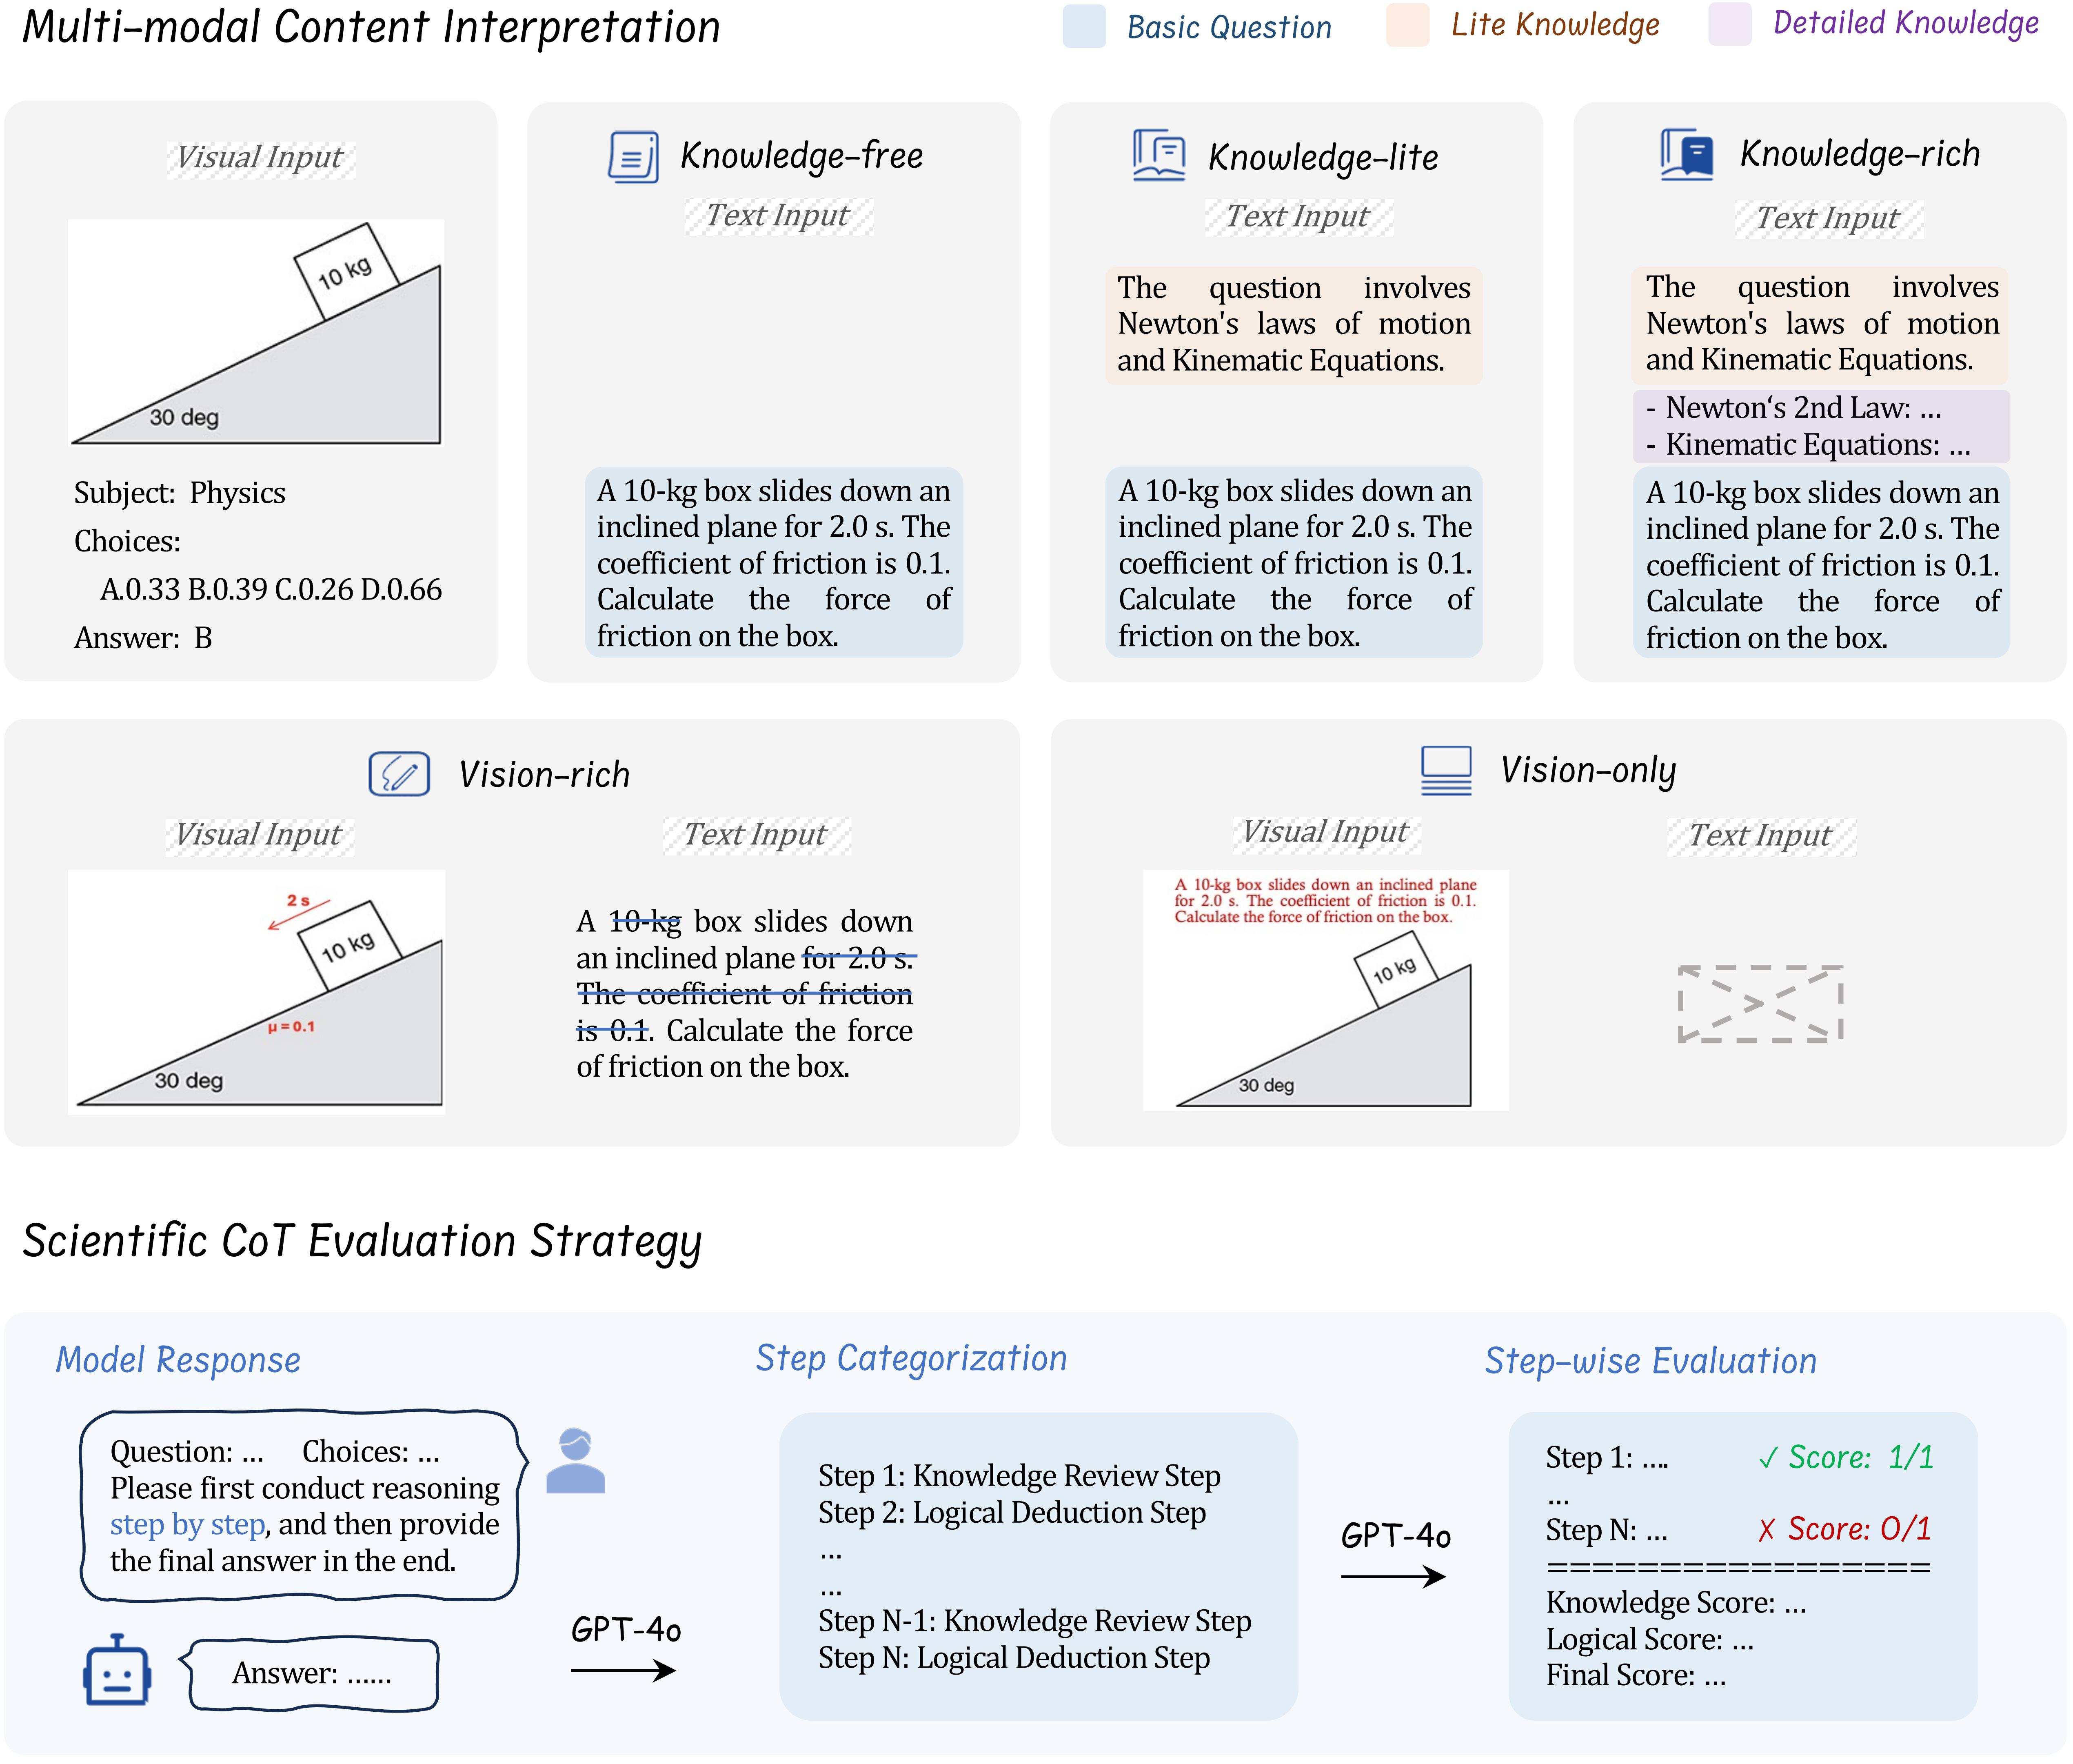 Multi-modal Content Interpretation
Basic Question
Lite Knowledge
Detailed Knowledge
Visual Input
10 kg
30 deg
Subject: Physics
Choices:
A.0.33 B.0.39 C.0.26 D.0.66
Answer: B
Knowledge-free
Text Input
A 10-kg box slides down an
inclined plane for 2.0 s. The
coefficient of friction is 0.1.
Calculate the force of
friction on the box.
Knowledge-lite
Text Input
The question involves
Newton's laws of motion
and Kinematic Equations.
A 10-kg box slides down an
inclined plane for 2.0 s. The
coefficient of friction is 0.1.
Calculate the force of
friction on the box.
Knowledge-rich
Text Input
The question involves
Newton's laws of motion
and Kinematic Equations.
- Newton‘s 2nd Law: ...
- Kinematic Equations: ...
A 10-kg box slides down an
inclined plane for 2.0 s. The
coefficient of friction is 0.1.
Calculate the force of
friction on the box.
Vision-rich
Visual Input
2 s
10 kg
μ = 0.1
30 deg
Text Input
A 10-kg box slides down
an inclined plane for 2.0 s.
The coefficient of friction
is 0.1. Calculate the force
of friction on the box.
Vision-only
Visual Input
A 10-kg box slides down an inclined plane
for 2.0 s. The coefficient of friction is 0.1.
Calculate the force of friction on the box.
10 kg
30 deg
Text Input
Scientific CoT Evaluation Strategy
Model Response
Question: ... Choices: ...
Please first conduct reasoning
step by step, and then provide
the final answer in the end.
Answer: ......
GPT-4o
Step Categorization
Step 1: Knowledge Review Step
Step 2: Logical Deduction Step
...
...
Step N-1: Knowledge Review Step
Step N: Logical Deduction Step
GPT-4o
Step-wise Evaluation
Step 1: .... ✓ Score: 1/1
...
Step N: ... ✗ Score: 0/1
=================
Knowledge Score: ...
Logical Score: ...
Final Score: ...